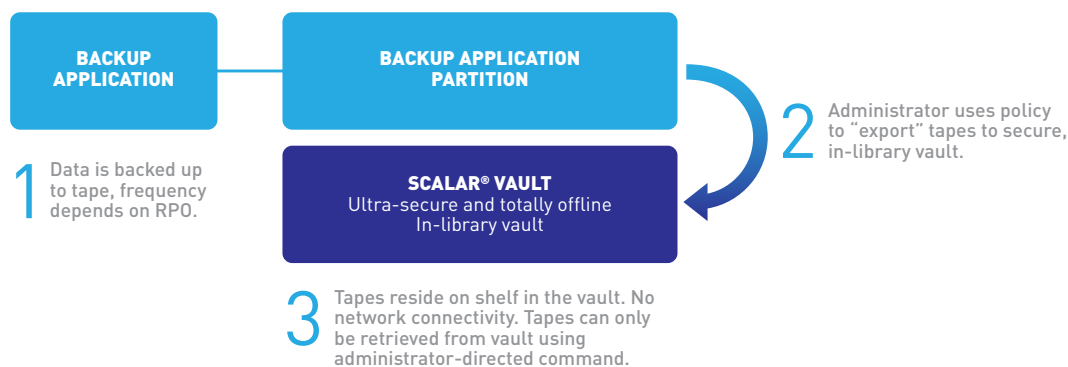 BACKUP
APPLICATION
BACKUP APPLICATION
PARTITION
1
Data is backed up
to tape, frequency
depends on RPO.
2
Administrator uses policy
to “export” tapes to secure,
in-library vault.
SCALAR® VAULT
Ultra-secure and totally offline
In-library vault
3
Tapes reside on shelf in the vault. No
network connectivity. Tapes can only
be retrieved from vault using
administrator-directed command.